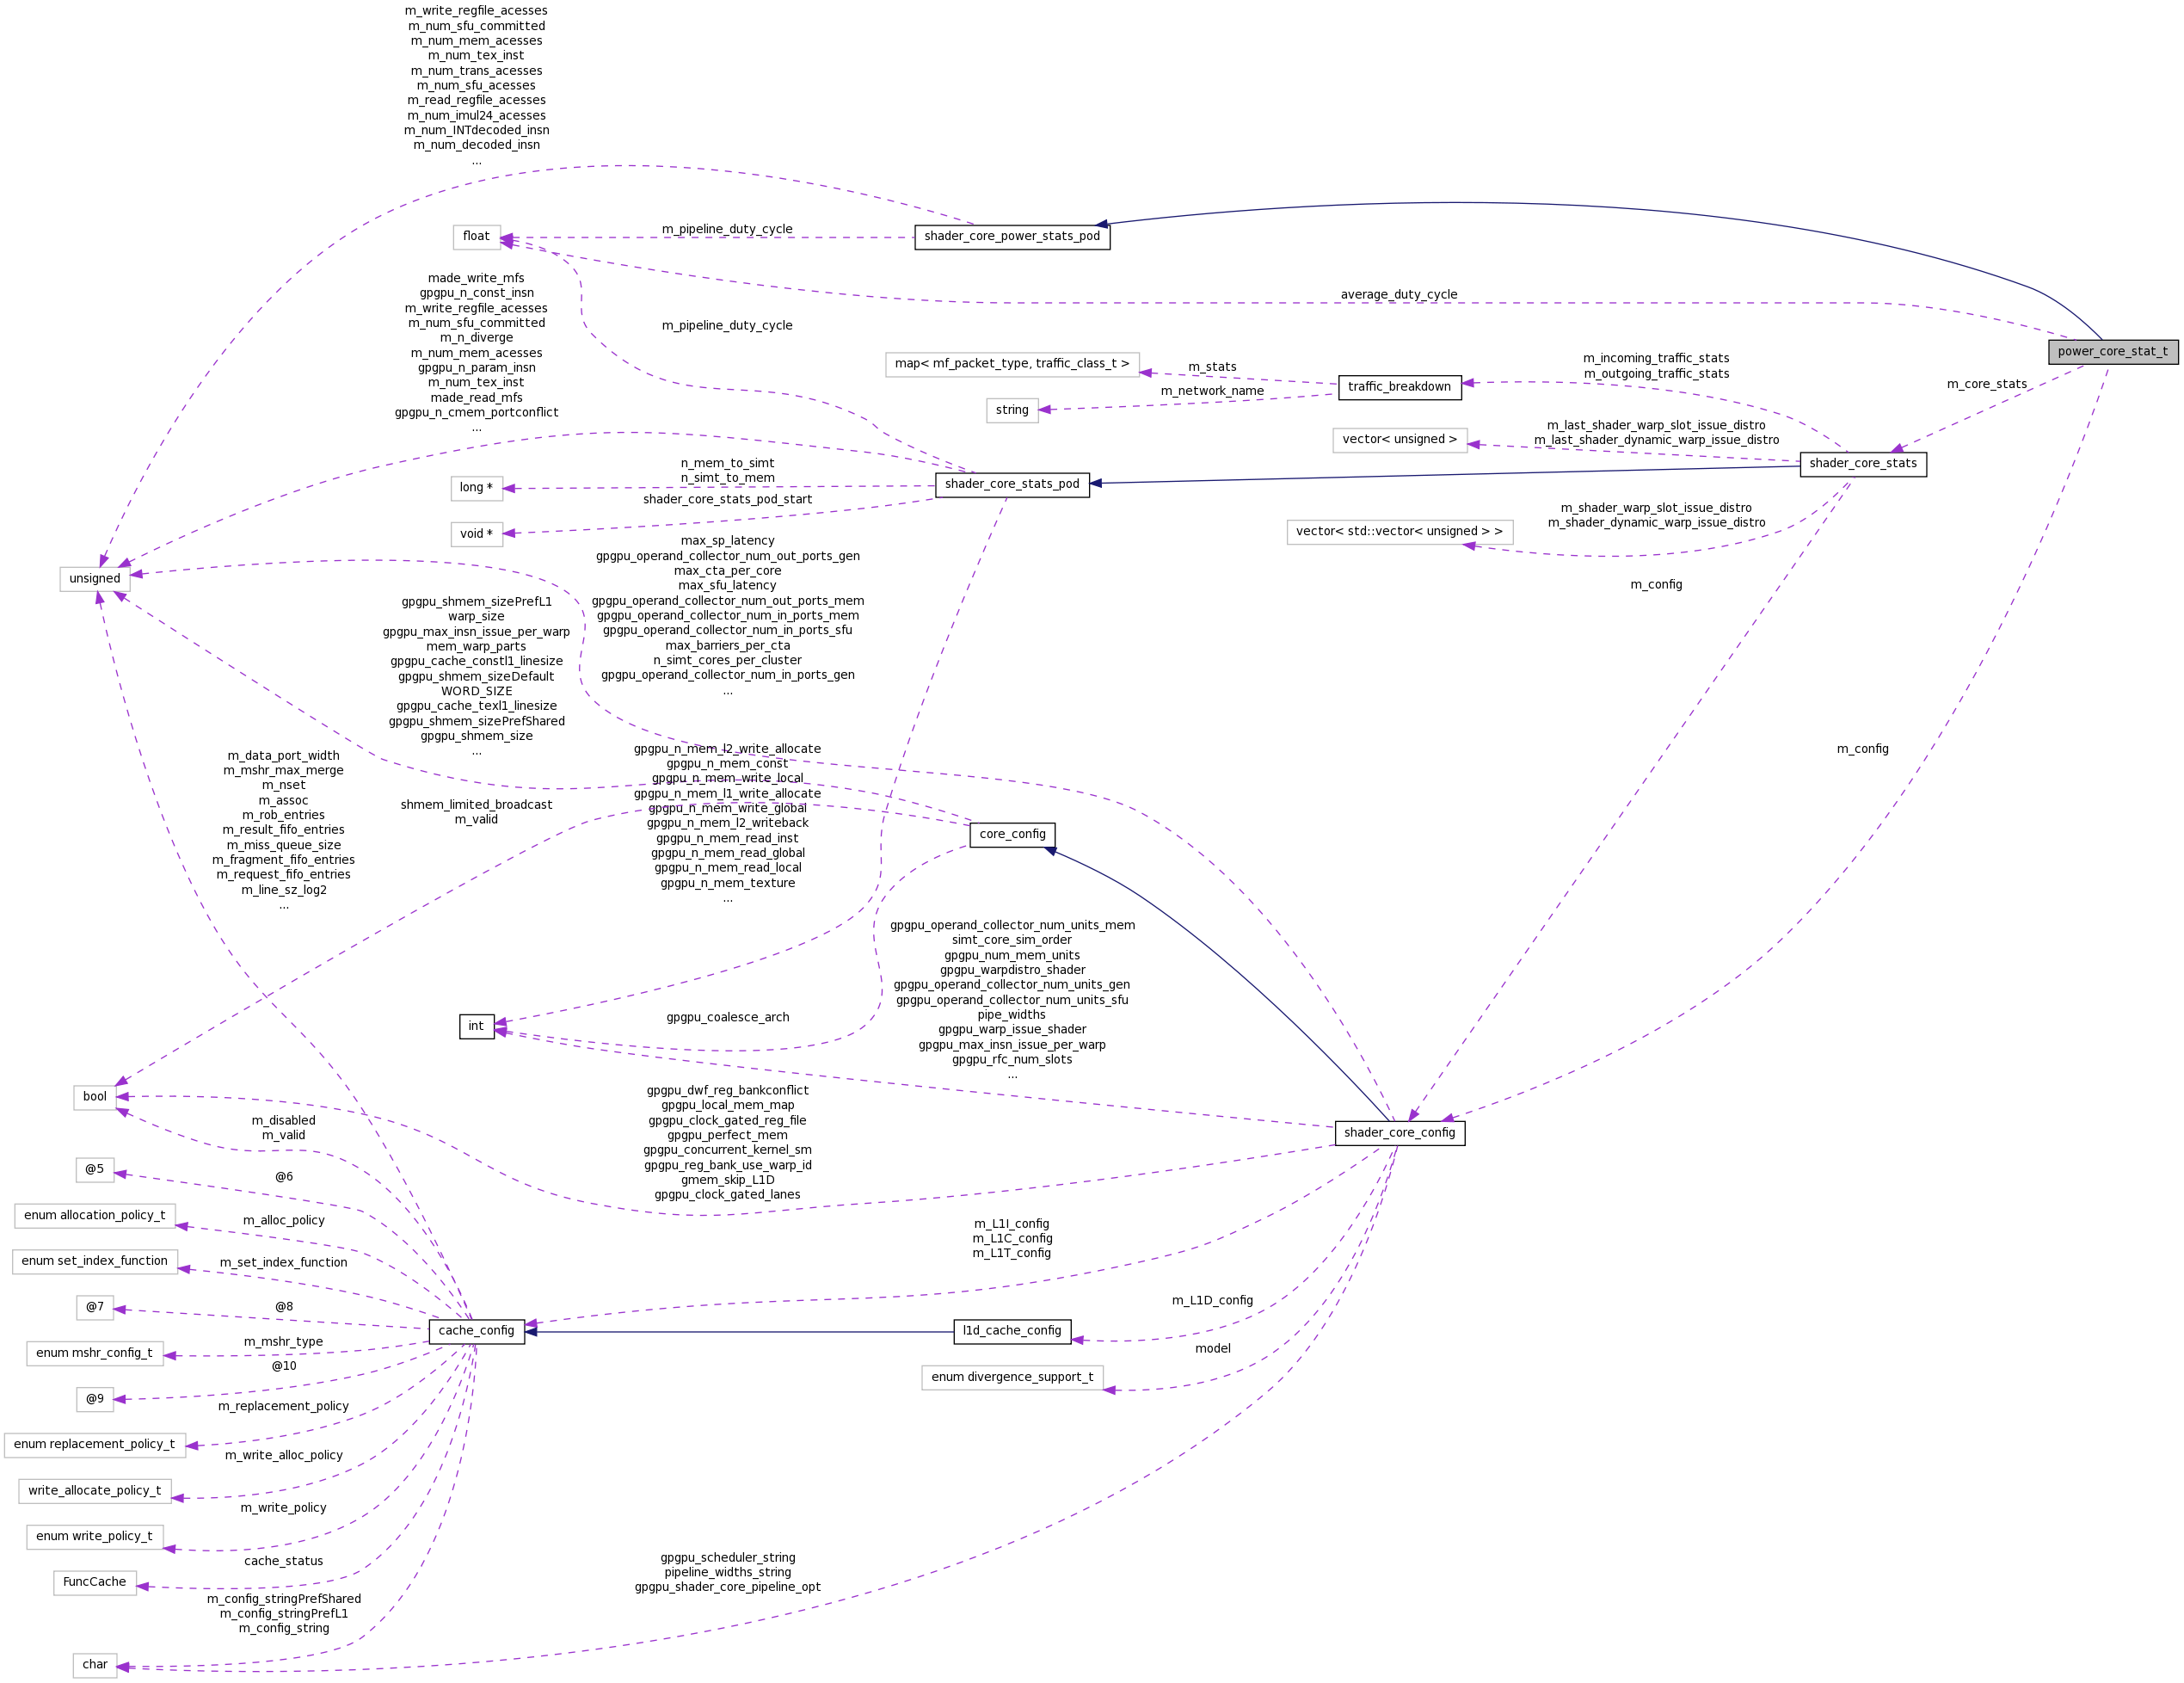 m_write_regfile_acesses
m_num_sfu_committed
m_num_mem_acesses
m_num_tex_inst
m_num_trans_acesses
m_num_sfu_acesses
m_read_regfile_acesses
m_num_imul24_acesses
m_num_INTdecoded_insn
m_num_decoded_insn
...
float
m_pipeline_duty_cycle
shader_core_power_stats_pod
made_write_mfs
gpgpu_n_const_insn
m_write_regfile_acesses
m_num_sfu_committed
m_n_diverge
m_num_mem_acesses
gpgpu_n_param_insn
m_num_tex_inst
made_read_mfs
gpgpu_n_cmem_portconflict
...
m_pipeline_duty_cycle
average_duty_cycle
power_core_stat_t
map< mf_packet_type, traffic_class_t >
m_stats
m_network_name
string
traffic_breakdown
m_incoming_traffic_stats
m_outgoing_traffic_stats
m_core_stats
vector< unsigned >
m_last_shader_warp_slot_issue_distro
m_last_shader_dynamic_warp_issue_distro
shader_core_stats
long *
n_mem_to_simt
n_simt_to_mem
shader_core_stats_pod_start
shader_core_stats_pod
void *
vector< std::vector< unsigned > >
m_shader_warp_slot_issue_distro
m_shader_dynamic_warp_issue_distro
unsigned
max_sp_latency
gpgpu_operand_collector_num_out_ports_gen
max_cta_per_core
max_sfu_latency
gpgpu_operand_collector_num_out_ports_mem
gpgpu_operand_collector_num_in_ports_mem
gpgpu_operand_collector_num_in_ports_sfu
max_barriers_per_cta
n_simt_cores_per_cluster
gpgpu_operand_collector_num_in_ports_gen
...
m_config
gpgpu_shmem_sizePrefL1
warp_size
gpgpu_max_insn_issue_per_warp
mem_warp_parts
gpgpu_cache_constl1_linesize
gpgpu_shmem_sizeDefault
WORD_SIZE
gpgpu_cache_texl1_linesize
gpgpu_shmem_sizePrefShared
gpgpu_shmem_size
...
m_config
m_data_port_width
m_mshr_max_merge
m_nset
m_assoc
m_rob_entries
m_result_fifo_entries
m_miss_queue_size
m_fragment_fifo_entries
m_request_fifo_entries
m_line_sz_log2
...
shmem_limited_broadcast
m_valid
gpgpu_n_mem_l2_write_allocate
gpgpu_n_mem_const
gpgpu_n_mem_write_local
gpgpu_n_mem_l1_write_allocate
gpgpu_n_mem_write_global
gpgpu_n_mem_l2_writeback
gpgpu_n_mem_read_inst
gpgpu_n_mem_read_global
gpgpu_n_mem_read_local
gpgpu_n_mem_texture
...
core_config
int
gpgpu_coalesce_arch
gpgpu_operand_collector_num_units_mem
simt_core_sim_order
gpgpu_num_mem_units
gpgpu_warpdistro_shader
gpgpu_operand_collector_num_units_gen
gpgpu_operand_collector_num_units_sfu
pipe_widths
gpgpu_warp_issue_shader
gpgpu_max_insn_issue_per_warp
gpgpu_rfc_num_slots
...
bool
m_disabled
m_valid
gpgpu_dwf_reg_bankconflict
gpgpu_local_mem_map
gpgpu_clock_gated_reg_file
gpgpu_perfect_mem
gpgpu_concurrent_kernel_sm
gpgpu_reg_bank_use_warp_id
gmem_skip_L1D
gpgpu_clock_gated_lanes
shader_core_config
@5
@6
enum allocation_policy_t
m_alloc_policy
enum set_index_function
m_set_index_function
m_L1I_config
m_L1C_config
m_L1T_config
@7
@8
m_L1D_config
enum mshr_config_t
m_mshr_type
cache_config
l1d_cache_config
@9
@10
model
enum divergence_support_t
enum replacement_policy_t
m_replacement_policy
write_allocate_policy_t
m_write_alloc_policy
enum write_policy_t
m_write_policy
FuncCache
cache_status
m_config_stringPrefShared
m_config_stringPrefL1
m_config_string
gpgpu_scheduler_string
pipeline_widths_string
gpgpu_shader_core_pipeline_opt
char